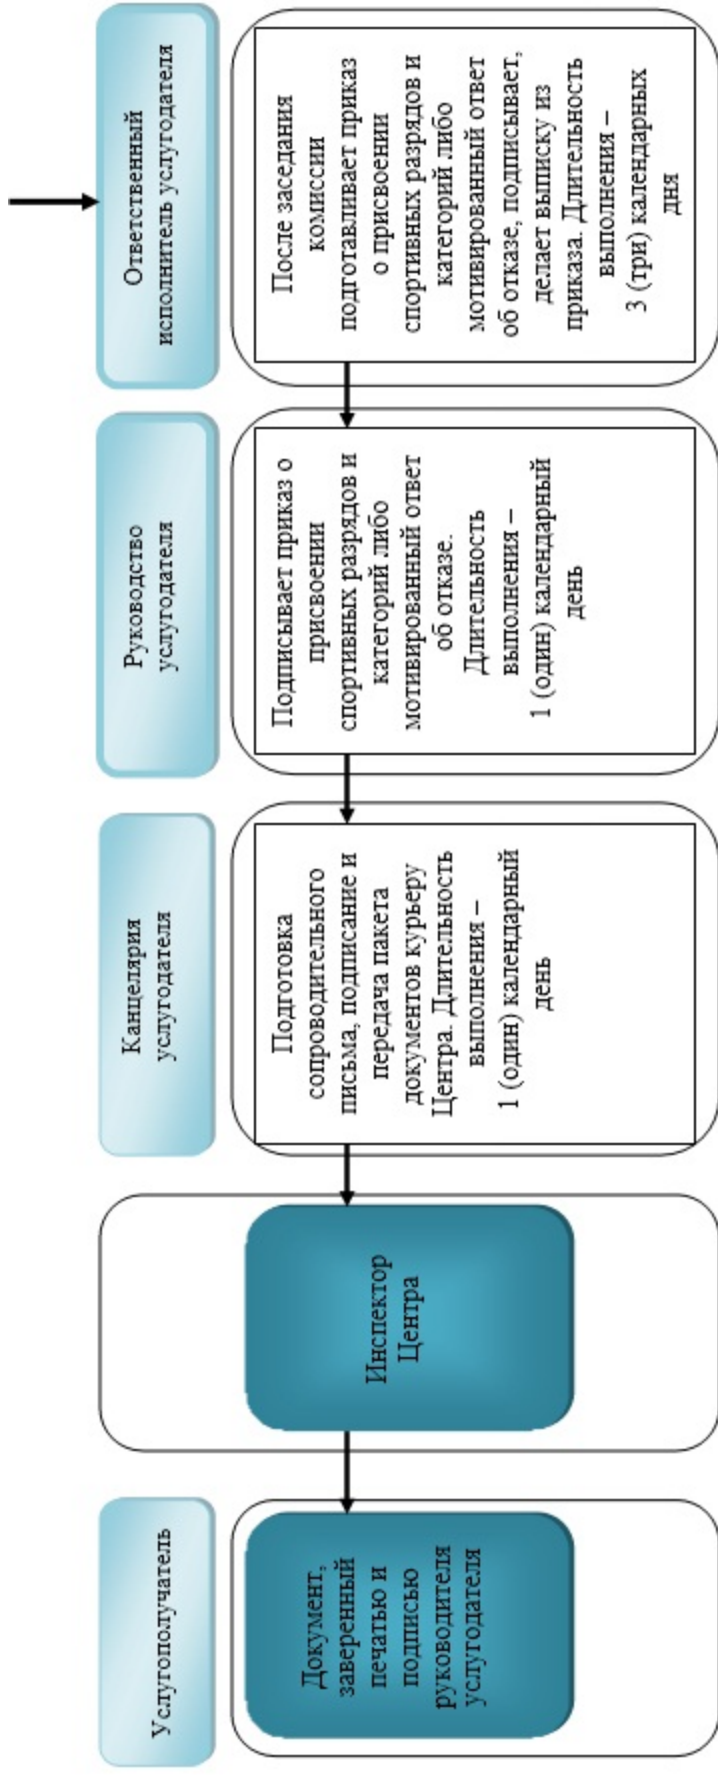 Ответственный
исполнитель услугодателя
После заседания
комиссии
подготавливает приказ
о присвоении
спортивных разрядов и
категорий либо
мотивированный ответ
об отказе, подписывает,
делает выписку из
приказа. Длительность
выполнения –
3 (три) календарных
дня
Руководство
услугодателя
Подписывает приказ о
присвоении
спортивных разрядов и
категорий либо
мотивированный ответ
об отказе.
Длительность
выполнения –
1 (один) календарный
день
Канцелярия
услугодателя
Подготовка
сопроводительного
письма, подписание и
передача пакета
документов курьеру
Центра. Длительность
выполнения –
1 (один) календарный
день
Инспектор
Центра
Услугополучатель
Документ,
заверенный
печатью и
подписью
руководителя
услугодателя